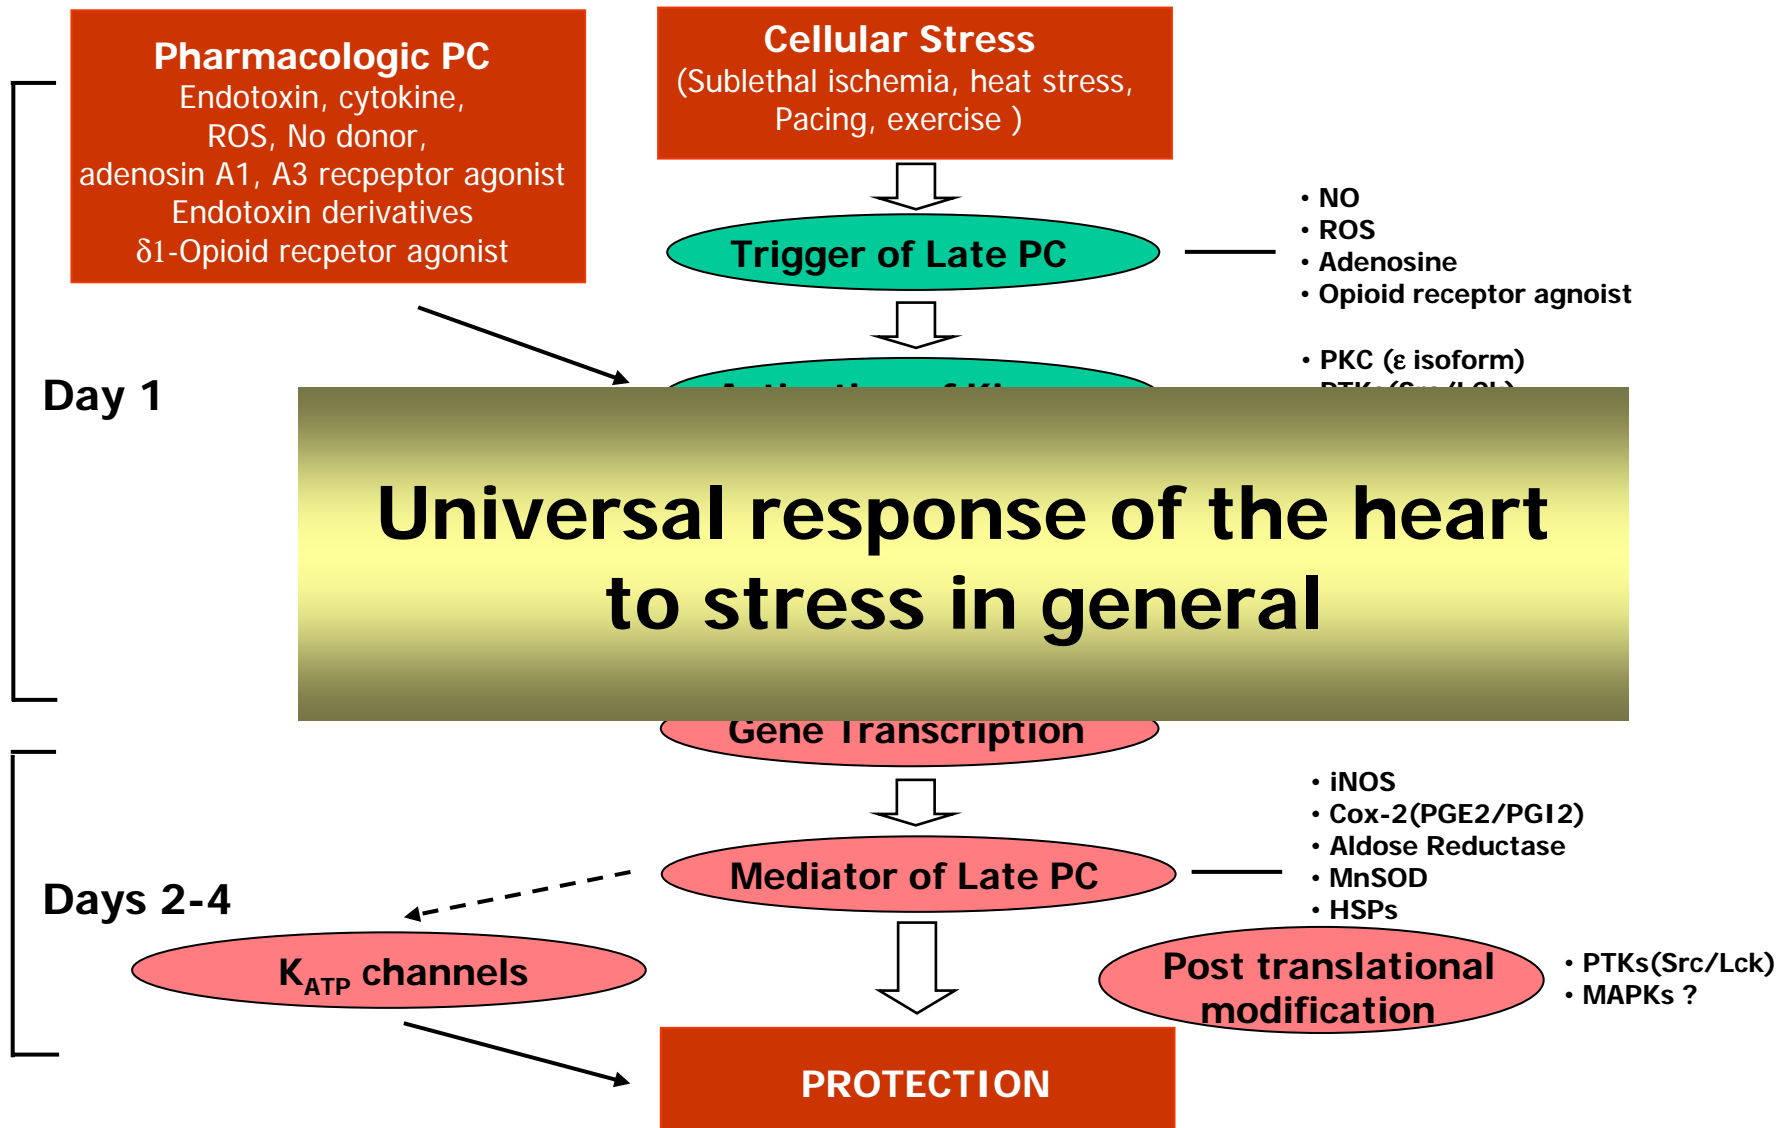 Pharmacologic PC
Endotoxin, cytokine,
ROS, No donor,
adenosin A1, A3 recpeptor agonist
Endotoxin derivatives
δ1-Opioid recpetor agonist
Cellular Stress
(Sublethal ischemia, heat stress,
Pacing, exercise )
Trigger of Late PC
• NO
• ROS
• Adenosine
• Opioid receptor agnoist
• PKC (ε isoform)
Day 1
Universal response of the heart
to stress in general
Gene Transcription
Mediator of Late PC
• iNOS
• Cox-2(PGE2/PGI2)
• Aldose Reductase
• MnSOD
• HSPs
Days 2-4
KATP channels
Post translational
modification
• PTKs(Src/Lck)
• MAPKs ?
PROTECTION